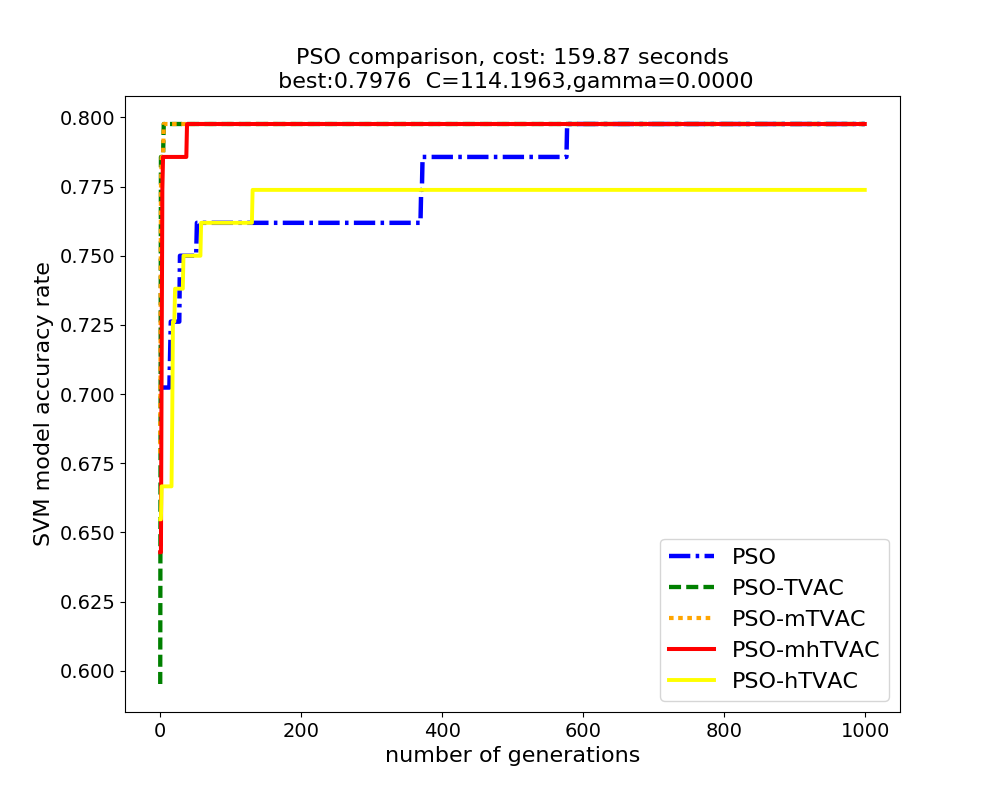 PSO comparison, cost: 159.87 seconds
best:0.7976  C=114.1963,gamma=0.0000
0.800
0.775
0.750
0.725
0.700
0.675
0.650
0.625
0.600
SVM model accuracy rate
PSO
PSO-TVAC
PSO-mTVAC
PSO-mhTVAC
PSO-hTVAC
0 200 400 600 800 1000
number of generations